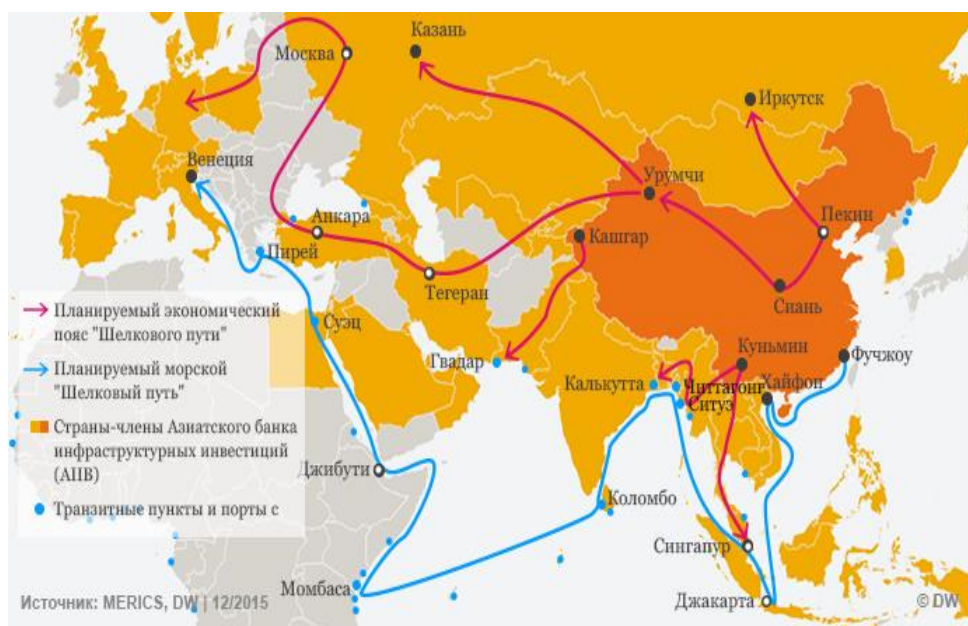 Казань
Москва
Иркутск
Венеция
Урумчи
Анкара
Пекин
Кашгар
Пирей
Тегеран
Сиань
Планируемый экономический
пояс "Шелкового пути"
Суэц
Гвадар
Куньмин
Фучжоу
Планируемый морской
"Шелковый путь"
Калькутта
Читтагонг
Хайфон
Ситуэ
Страны-члены Азиатского банка
инфраструктурных инвестиций
(АИВ)
Джибути
Коломбо
Транзитные пункты и порты с
Сингапур
Момбаса
Джакарта
Источник: MERICS, DW | 12/2015
© DW